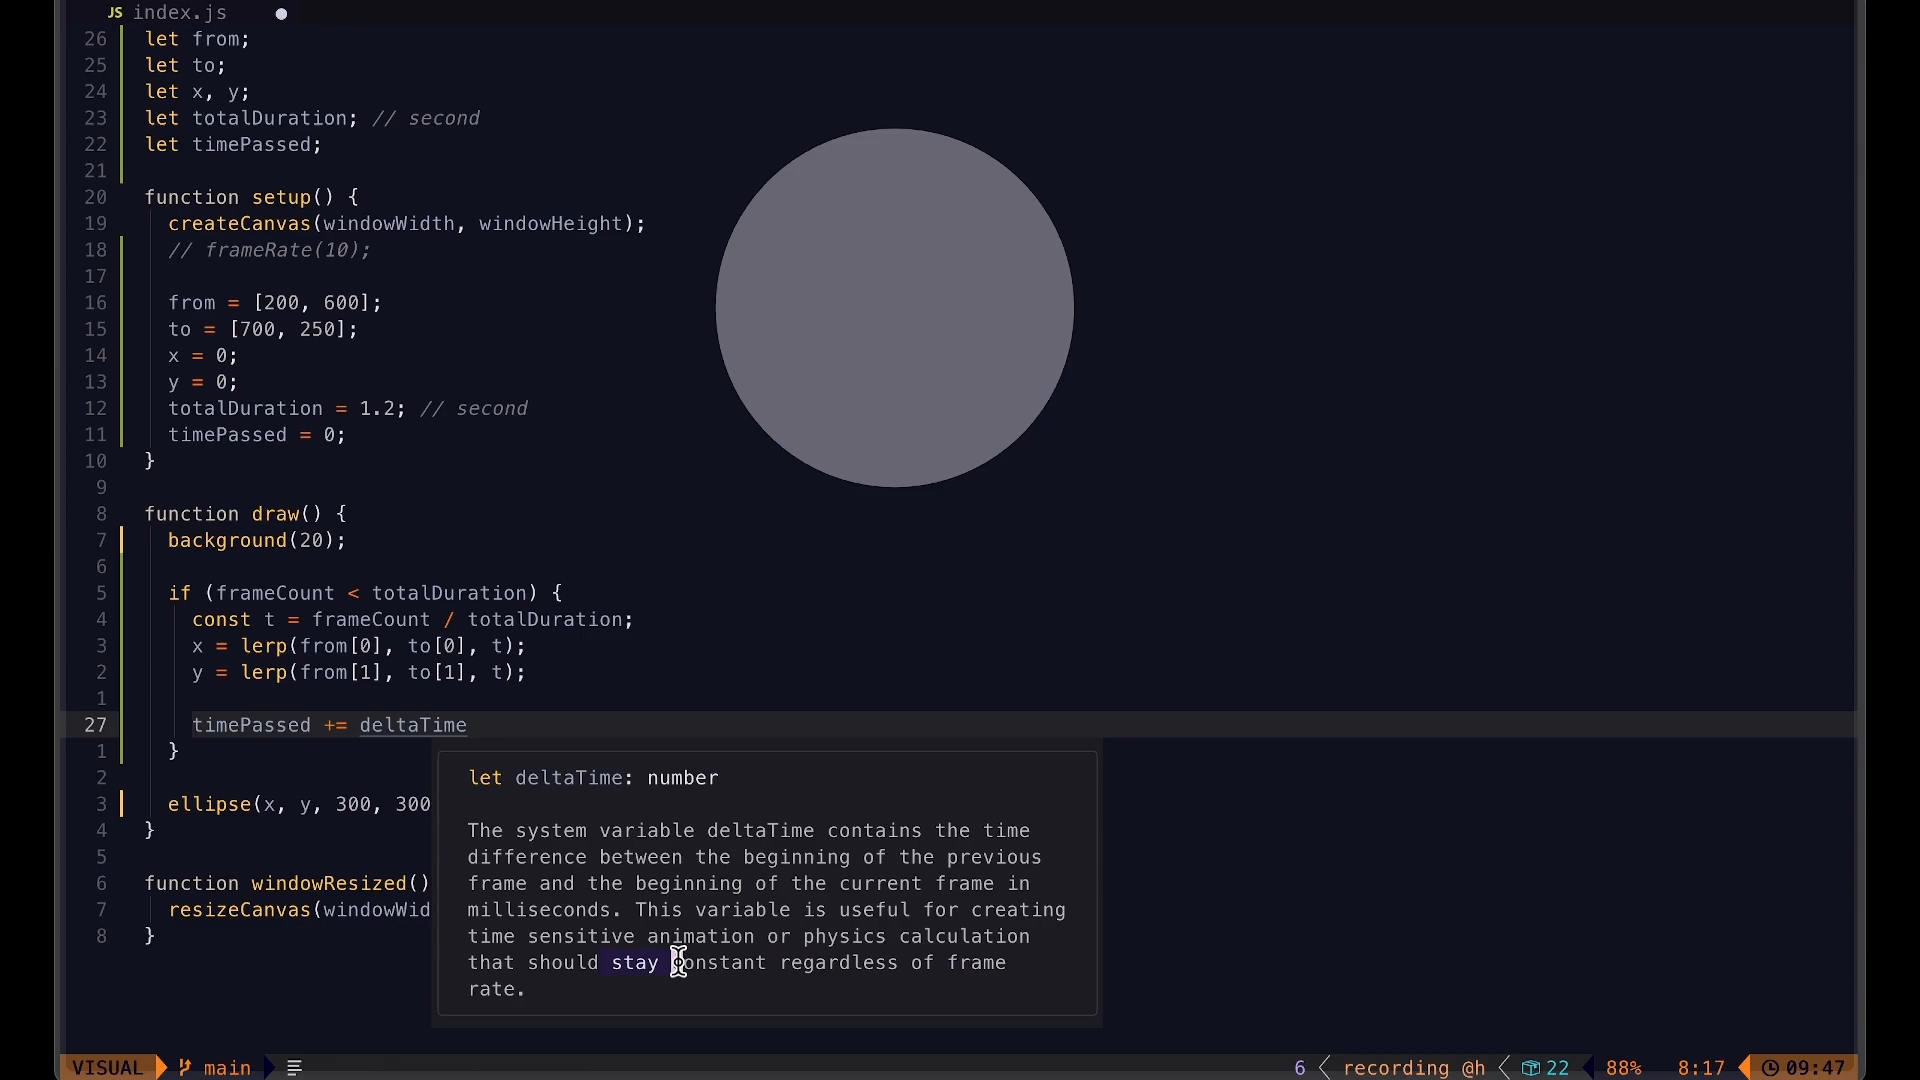 JS index.js
26 let from;
25 let to;
24 let x, y;
23 let totalDuration; // second
22 let timePassed;
21
20 function setup() {
19 createCanvas(windowWidth, windowHeight);
18 // frameRate(10);
17
16 from = [200, 600];
15 to = [700, 250];
14 x = 0;
13 y = 0;
12 totalDuration = 1.2; // second
11 timePassed = 0;
10 }
9
8 function draw() {
7 background(20);
6
5 if (frameCount < totalDuration) {
4 const t = frameCount / totalDuration;
3 x = lerp(from[0], to[0], t);
2 y = lerp(from[1], to[1], t);
1
27 timePassed += deltaTime
1 }
2
3 ellipse(x, y, 300, 300
4 }
5
6 function windowResized()
7 resizeCanvas(windowWid
8 }
let deltaTime: number
The system variable deltaTime contains the time
difference between the beginning of the previous
frame and the beginning of the current frame in
milliseconds. This variable is useful for creating
time sensitive animation or physics calculation
that should stay constant regardless of frame
rate.
VISUAL main 6 recording @h 22 88% 8:17 09:47